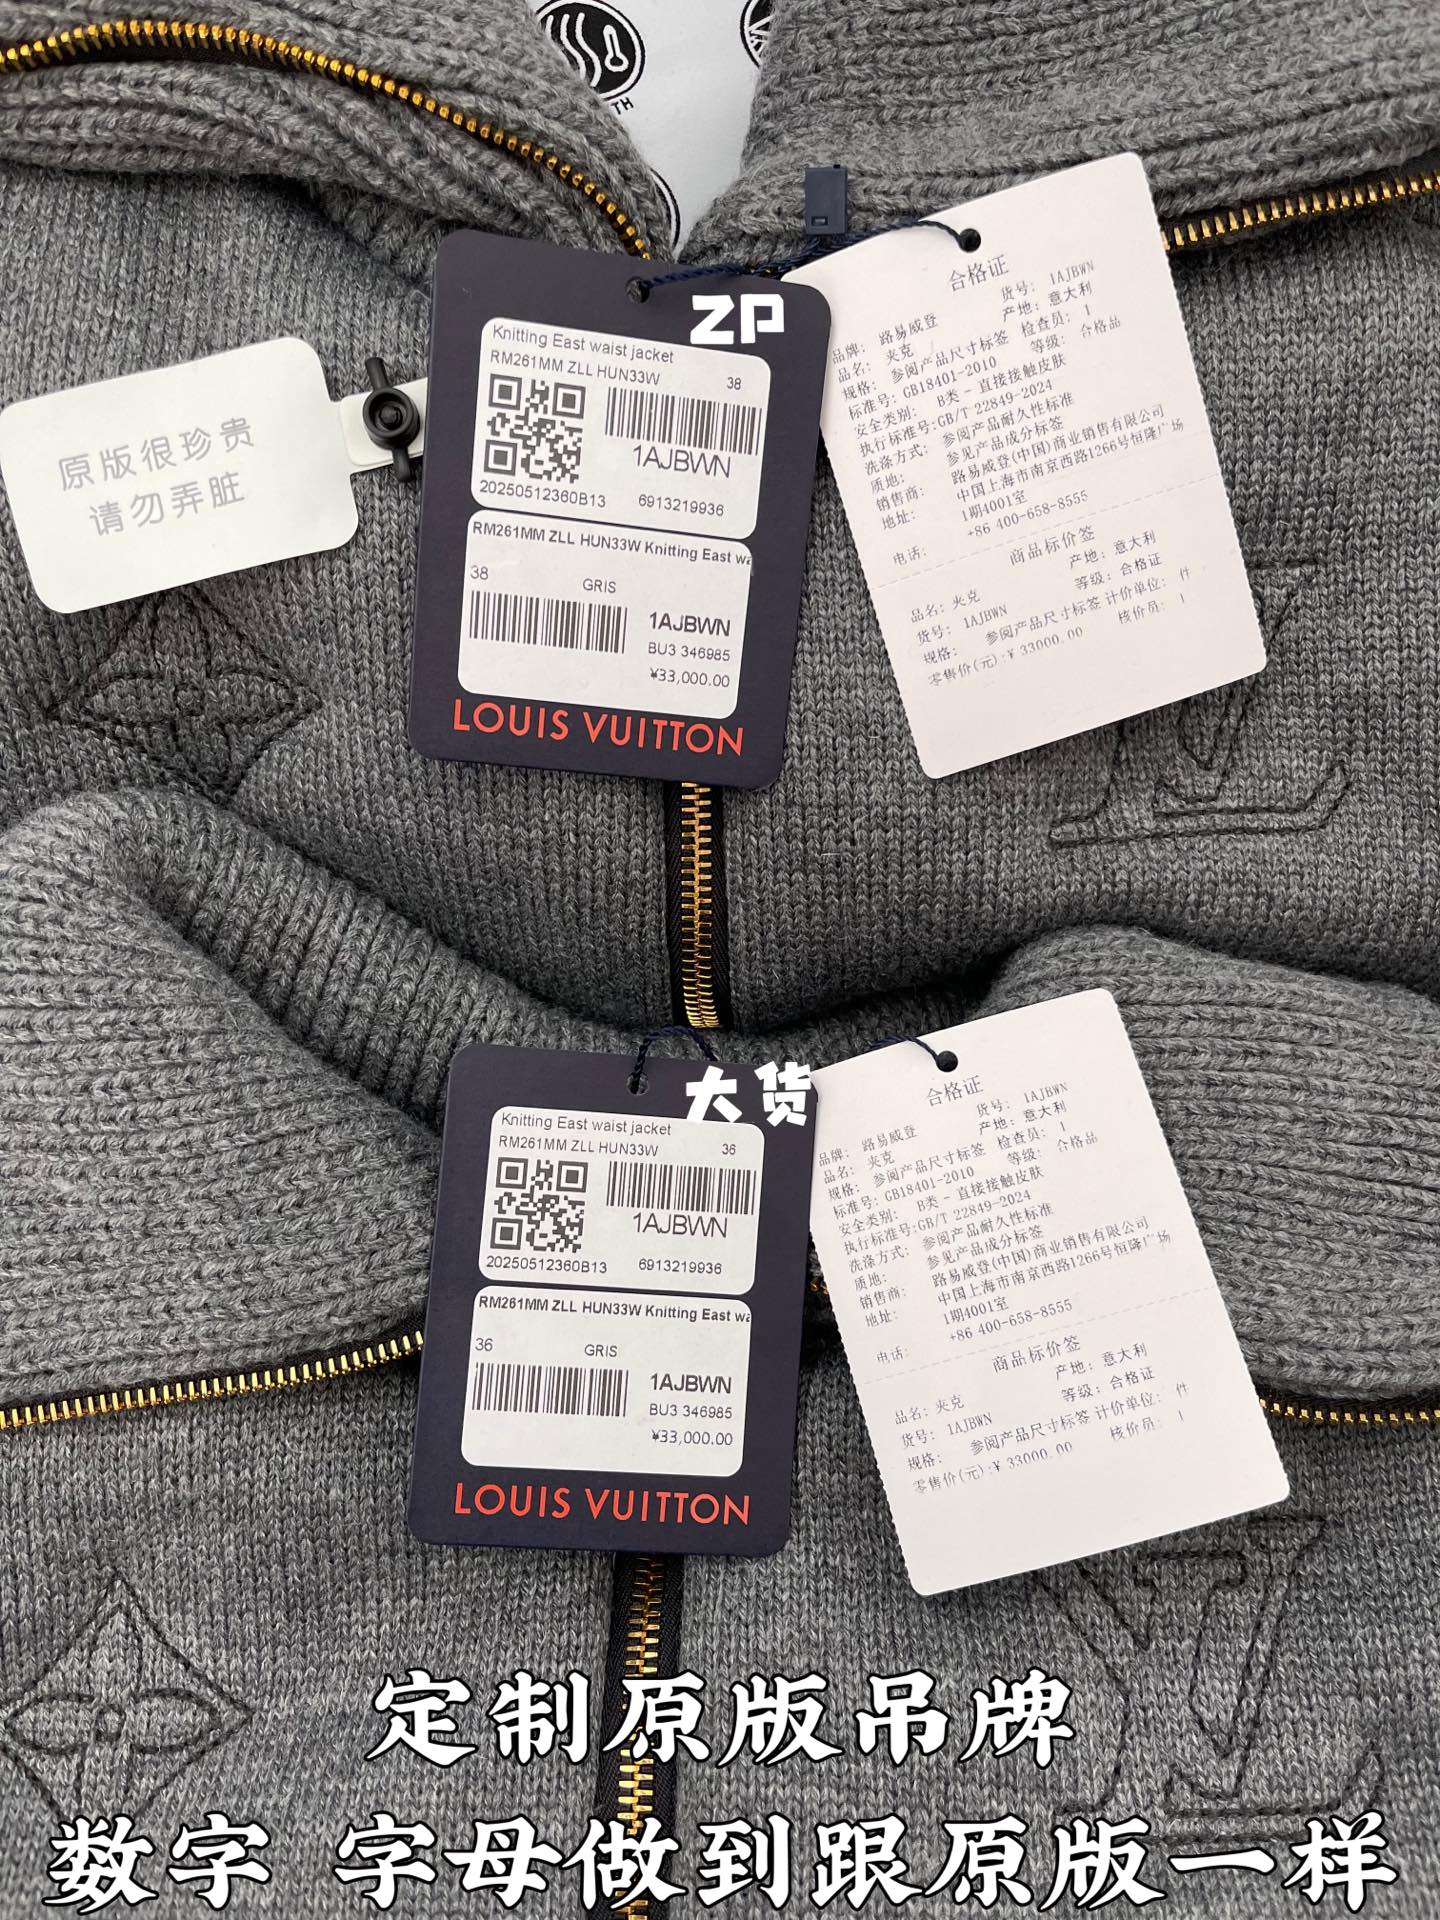 TH
ZP
Knitting East waist jacket
RM261MM ZLL HUN33W 38
1AJBWN
20250512360B13 6913219936
RM261MM ZLL HUN33W Knitting East wa
38
GRIS
1AJBWN
BU3 346985
¥33,000.00
LOUIS VUITTON
原版很珍贵
请勿弄脏
合格证
货号: 1AJBWN
品牌: 路易威登 产地: 意大利
品名: 夹克 检查员: 1
规格: 参阅产品尺寸标签 等级: 合格品
标准号: GB18401-2010
安全类别: B类 - 直接接触皮肤
执行标准号:GB/T 22849-2024
洗涤方式: 参阅产品耐久性标准
质地: 参见产品成分标签
销售商: 路易威登(中国)商业销售有限公司
地址: 中国上海市南京西路1266号恒隆广场
1期4001室
电话: +86 400-658-8555
商品标价签
产地: 意大利
品名: 夹克 等级: 合格证
货号: 1AJBWN 计价单位: 件
规格: 参阅产品尺寸标签 核价员: 1
零售价(元):¥ 33000.00
大货
Knitting East waist jacket
RM261MM ZLL HUN33W 36
1AJBWN
20250512360B13 6913219936
RM261MM ZLL HUN33W Knitting East wa
36
GRIS
1AJBWN
BU3 346985
¥33,000.00
LOUIS VUITTON
合格证
货号: 1AJBWN
品牌: 路易威登 产地: 意大利
品名: 夹克 检查员: 1
规格: 参阅产品尺寸标签 等级: 合格品
标准号: GB18401-2010
安全类别: B类 - 直接接触皮肤
执行标准号:GB/T 22849-2024
洗涤方式: 参阅产品耐久性标准
质地: 参见产品成分标签
销售商: 路易威登(中国)商业销售有限公司
地址: 中国上海市南京西路1266号恒隆广场
1期4001室
电话: +86 400-658-8555
商品标价签
产地: 意大利
品名: 夹克 等级: 合格证
货号: 1AJBWN 计价单位: 件
规格: 参阅产品尺寸标签 核价员: 1
零售价(元):¥ 33000.00
LV
定制原版吊牌
数字 字母做到跟原版一样